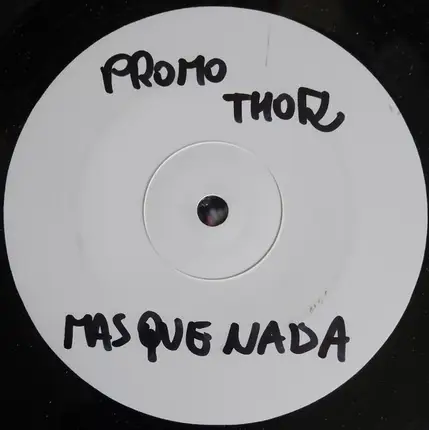 PROMO
THOR
MAS QUE NADA